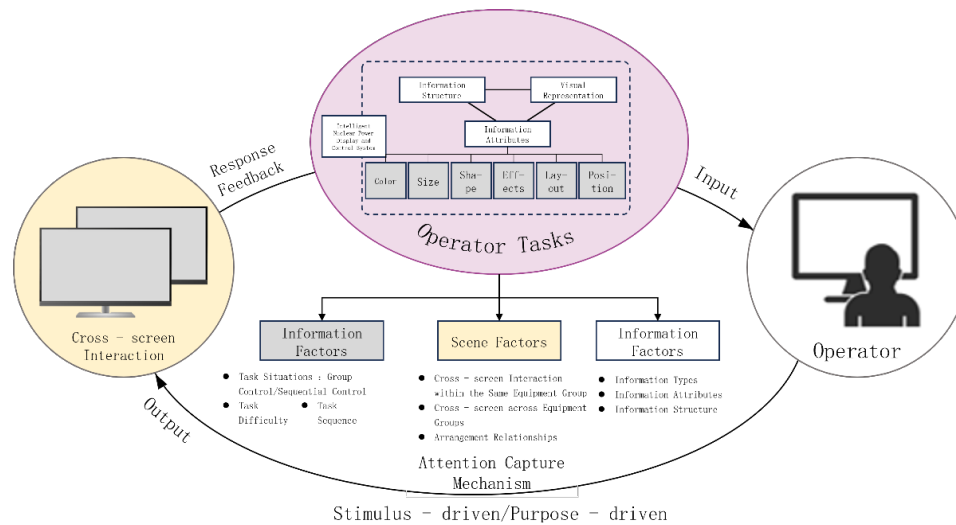 Information
Structure
Visual
Representation
Intelligent
Nuclear Power
Display and
Control System
Information
Attributes
Color
Size
Sha-
pe
Eff-
ects
Lay-
out
Posi-
tion
Operator Tasks
Response
Feedback
Input
Cross - screen
Interaction
Operator
Information
Factors
Scene Factors
Information
Factors
● Task Situations : Group
Control/Sequential Control
● Task
Difficulty
● Task
Sequence
● Cross - screen Interaction
within the Same Equipment Group
● Cross - screen across Equipment
Groups
● Arrangement Relationships
● Information Types
● Information Attributes
● Information Structure
Output
Attention Capture
Mechanism
Stimulus - driven/Purpose - driven